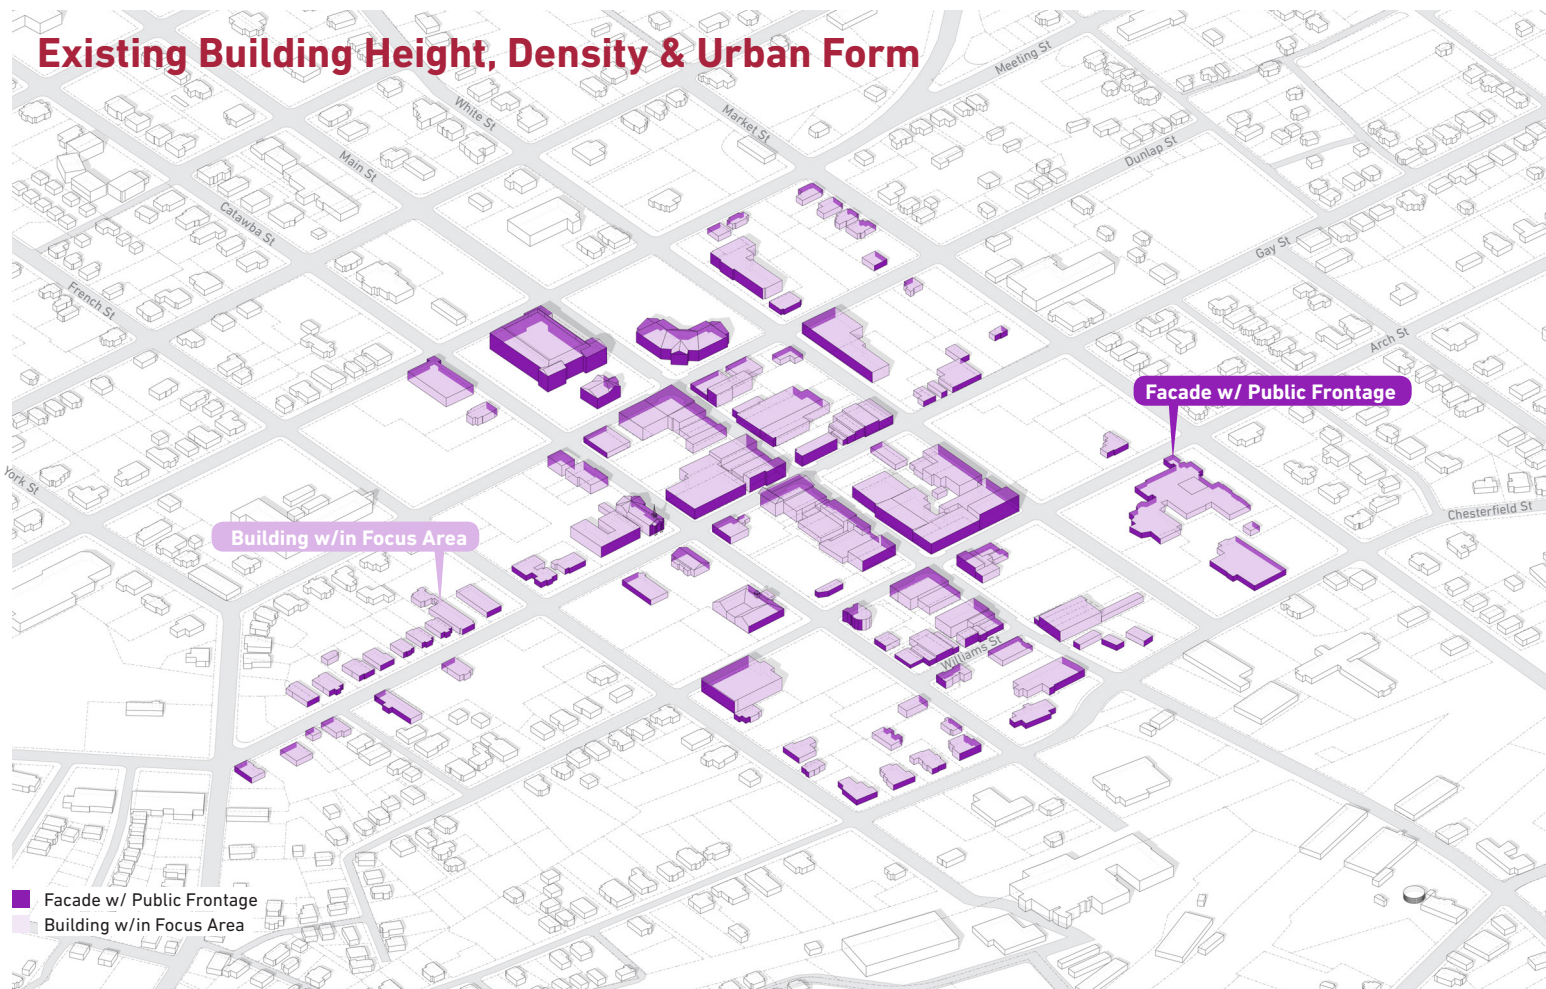 Existing Building Height, Density & Urban Form
Meeting St
White St
Market St
Dunlap St
Main St
Catawba St
Gay St
French St
Arch St
Facade w/ Public Frontage
York St
Chesterfield St
Building w/in Focus Area
Williams St
Facade w/ Public Frontage
Building w/in Focus Area